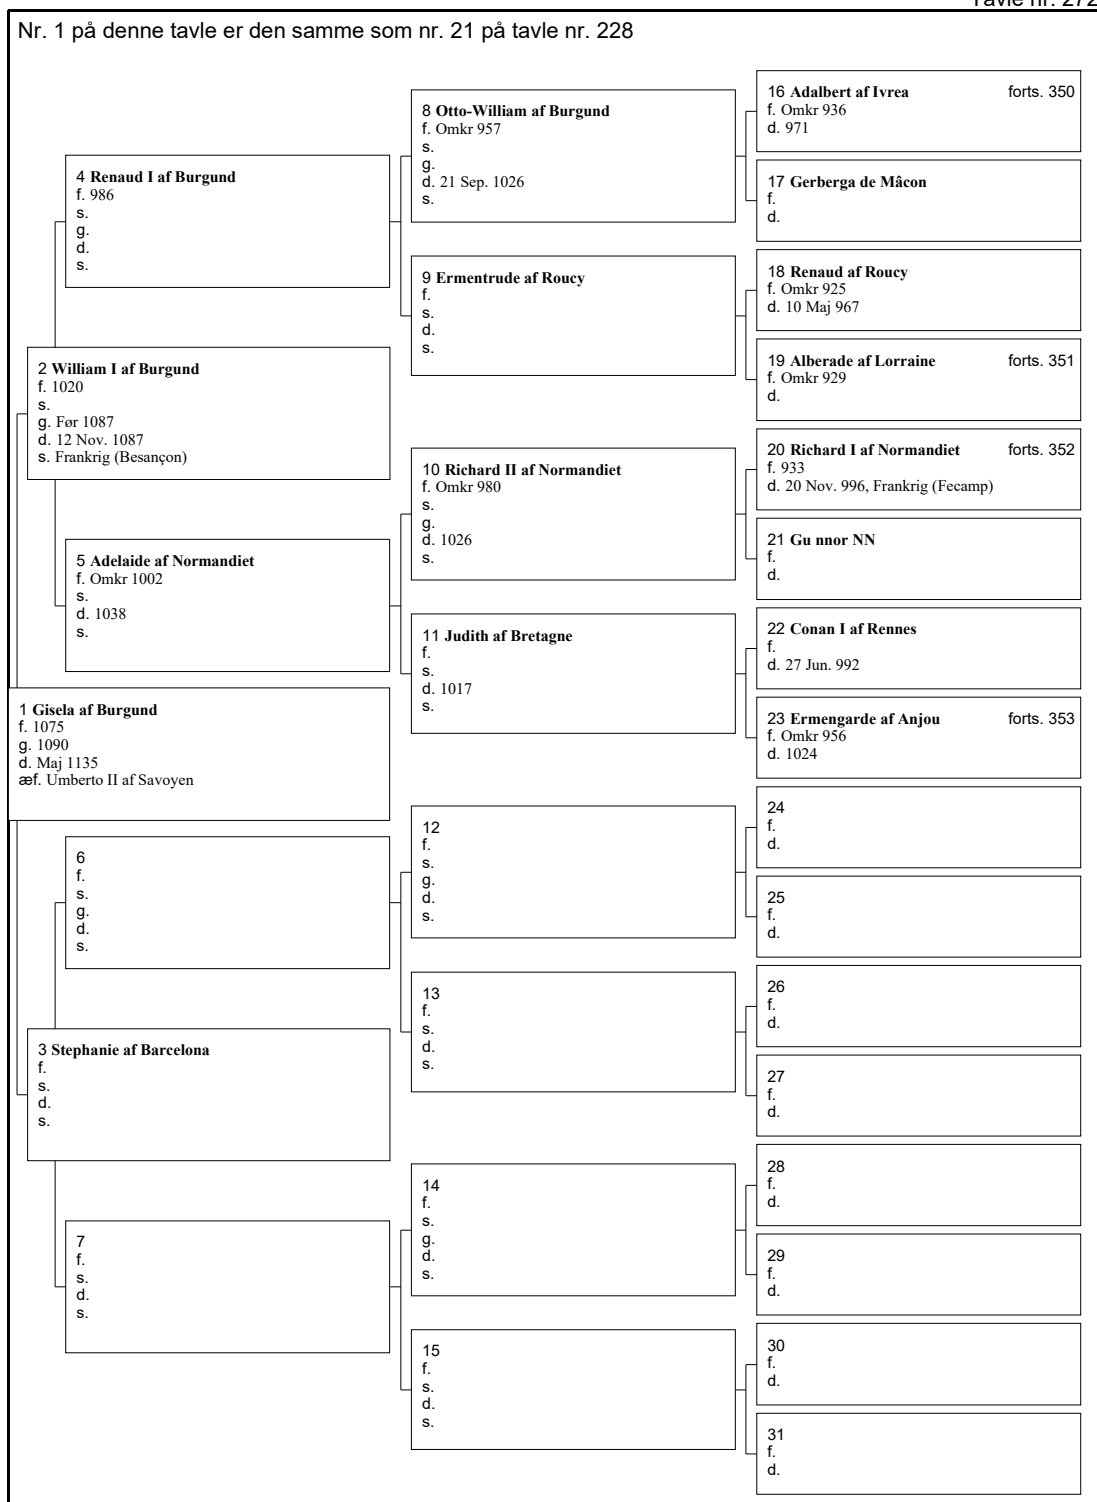 Tavle nr. 272
Nr. 1 på denne tavle er den samme som nr. 21 på tavle nr. 228
1 Gisela af Burgund
f. 1075
g. 1090
d. Maj 1135
æf. Umberto II af Savoyen
2 William I af Burgund
f. 1020
s.
g. Før 1087
d. 12 Nov. 1087
s. Frankrig (Besançon)
3 Stephanie af Barcelona
f.
s.
d.
s.
4 Renaud I af Burgund
f. 986
s.
g.
d.
s.
5 Adelaide af Normandiet
f. Omkr 1002
s.
d. 1038
s.
6
f.
s.
g.
d.
s.
7
f.
s.
d.
s.
8 Otto-William af Burgund
f. Omkr 957
s.
g.
d. 21 Sep. 1026
s.
9 Ermentrude af Roucy
f.
s.
d.
s.
10 Richard II af Normandiet
f. Omkr 980
s.
g.
d. 1026
s.
11 Judith af Bretagne
f.
s.
d. 1017
s.
12
f.
s.
g.
d.
s.
13
f.
s.
d.
s.
14
f.
s.
g.
d.
s.
15
f.
s.
d.
s.
16 Adalbert af Ivrea forts. 350
f. Omkr 936
d. 971
17 Gerberga de Mâcon
f.
d.
18 Renaud af Roucy
f. Omkr 925
d. 10 Maj 967
19 Alberade af Lorraine forts. 351
f. Omkr 929
d.
20 Richard I af Normandiet forts. 352
f. 933
d. 20 Nov. 996, Frankrig (Fecamp)
21 Gu nnor NN
f.
d.
22 Conan I af Rennes
f.
d. 27 Jun. 992
23 Ermengarde af Anjou forts. 353
f. Omkr 956
d. 1024
24
f.
d.
25
f.
d.
26
f.
d.
27
f.
d.
28
f.
d.
29
f.
d.
30
f.
d.
31
f.
d.